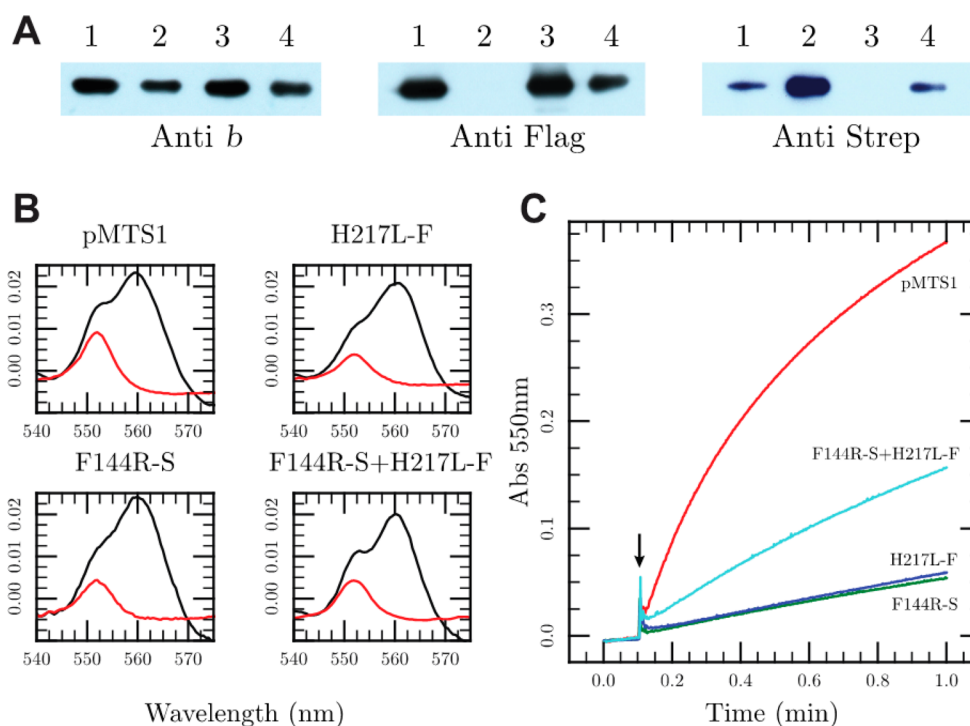 A
1 2 3 4
1 2 3 4
1 2 3 4
Anti b
Anti Flag
Anti Strep
B
pMTS1
H217L-F
0.00 0.01 0.02
540 550 560 570
0.00 0.01 0.02
540 550 560 570
F144R-S
F144R-S+H217L-F
0.00 0.01 0.02
540 550 560 570
0.00 0.01 0.02
540 550 560 570
Wavelength (nm)
C
Abs 550nm
0.3
0.2
0.1
0.0
pMTS1
F144R-S+H217L-F
H217L-F
F144R-S
0.0 0.2 0.4 0.6 0.8 1.0
Time (min)